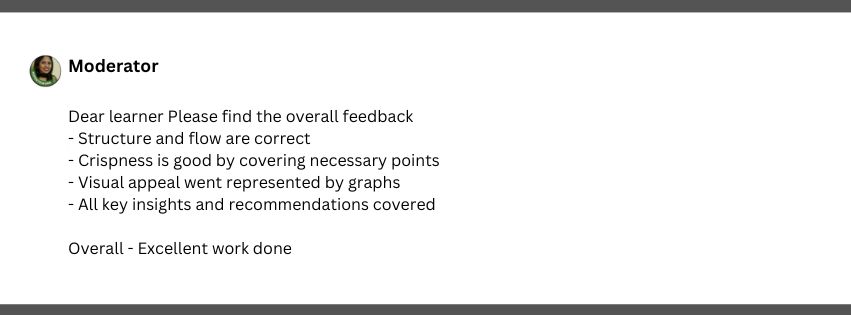 Moderator
Dear learner Please find the overall feedback
- Structure and flow are correct
- Crispness is good by covering necessary points
- Visual appeal went represented by graphs
- All key insights and recommendations covered
Overall - Excellent work done